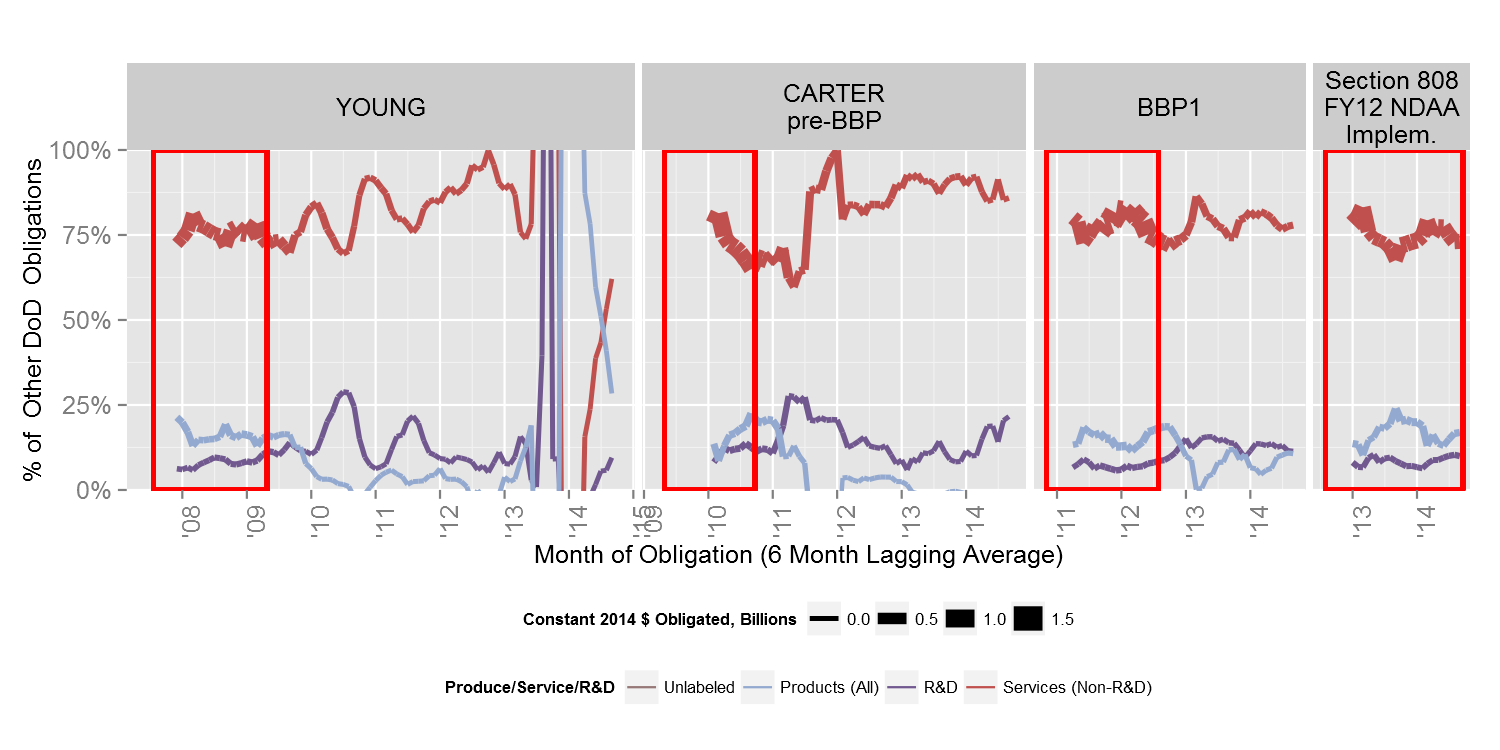 YOUNG
CARTER
pre-BBP
BBP1
Section 808
FY12 NDAA
Implem.
% of Other DoD Obligations
100%
75%
50%
25%
0%
'08
'09
'10
'11
'12
'13
'14
'15
'09
'10
'11
'12
'13
'14
'11
'12
'13
'14
'13
'14
Month of Obligation (6 Month Lagging Average)
Constant 2014 $ Obligated, Billions 0.0 0.5 1.0 1.5
Produce/Service/R&D Unlabeled Products (All) R&D Services (Non-R&D)